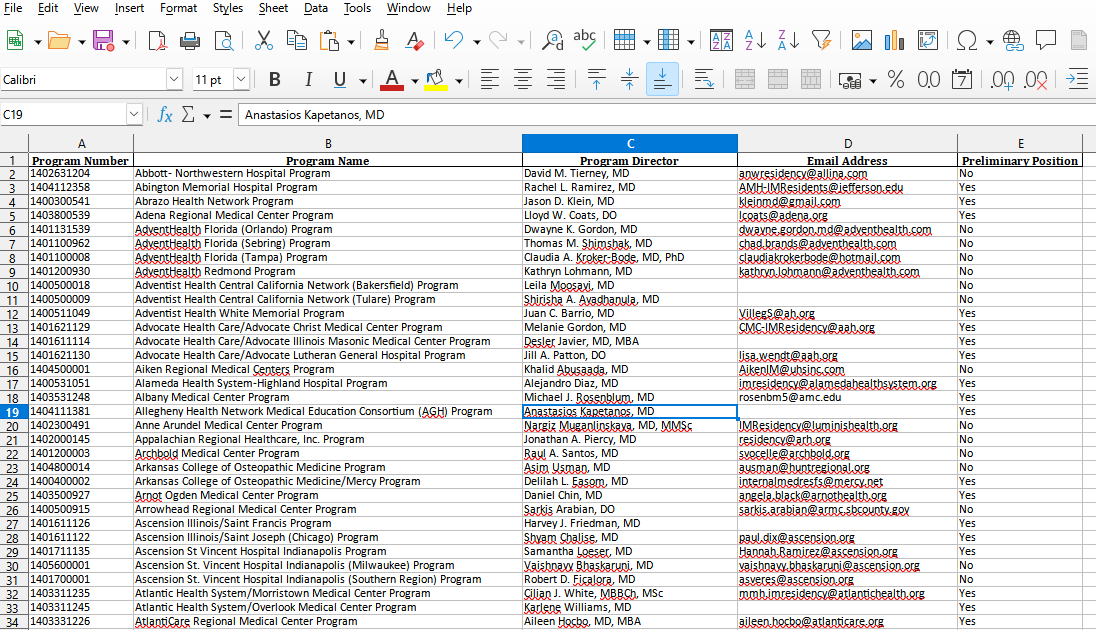 File Edit View Insert Format Styles Sheet Data Tools Window Help
Calibri 11 pt B I U A % 0.0 7 .00 .0X
C19 fx Σ = Anastasios Kapetanos, MD
A B C D E
1 Program Number Program Name Program Director Email Address Preliminary Position
2 1402631204 Abbott- Northwestern Hospital Program David M. Tierney, MD anwresidency@allina.com No
3 1404112358 Abington Memorial Hospital Program Rachel L. Ramirez, MD AMH-IMResidents@jefferson.edu Yes
4 1400300541 Abrazo Health Network Program Jason D. Klein, MD kleinmd@gmail.com Yes
5 1403800539 Adena Regional Medical Center Program Lloyd W. Coats, DO lcoats@adena.org Yes
6 1401131539 AdventHealth Florida (Orlando) Program Dwayne K. Gordon, MD dwayne.gordon.md@adventhealth.com No
7 1401100962 AdventHealth Florida (Sebring) Program Thomas M. Shimshak, MD chad.brands@adventhealth.com No
8 1401100008 AdventHealth Florida (Tampa) Program Claudia A. Kroker-Bode, MD, PhD claudiakrokerbode@hotmail.com No
9 1401200930 AdventHealth Redmond Program Kathryn Lohmann, MD kathryn.lohmann@adventhealth.com No
10 1400500018 Adventist Health Central California Network (Bakersfield) Program Leila Moosavi, MD No
11 1400500009 Adventist Health Central California Network (Tulare) Program Shirisha A. Avadhanula, MD No
12 1400511049 Adventist Health White Memorial Program Juan C. Barrio, MD VillegS@ah.org Yes
13 1401621129 Advocate Health Care/Advocate Christ Medical Center Program Melanie Gordon, MD CMC-IMResidency@aah.org Yes
14 1401611114 Advocate Health Care/Advocate Illinois Masonic Medical Center Program Desler Javier, MD, MBA Yes
15 1401621130 Advocate Health Care/Advocate Lutheran General Hospital Program Jill A. Patton, DO lisa.wendt@aah.org Yes
16 1404500001 Aiken Regional Medical Centers Program Khalid Abusaada, MD AikenIM@uhsinc.com No
17 1400531051 Alameda Health System-Highland Hospital Program Alejandro Diaz, MD imresidency@alamedahealthsystem.org Yes
18 1403531248 Albany Medical Center Program Michael J. Rosenblum, MD rosenbm5@amc.edu Yes
19 1404111381 Allegheny Health Network Medical Education Consortium (AGH) Program Anastasios Kapetanos, MD Yes
20 1402300491 Anne Arundel Medical Center Program Nargiz Muganlinskaya, MD, MMSc IMResidency@luminishealth.org No
21 1402000145 Appalachian Regional Healthcare, Inc. Program Jonathan A. Piercy, MD residency@arh.org No
22 1401200003 Archbold Medical Center Program Raul A. Santos, MD svocelle@archbold.org No
23 1404800014 Arkansas College of Osteopathic Medicine Program Asim Usman, MD ausman@huntregional.org No
24 1400400002 Arkansas College of Osteopathic Medicine/Mercy Program Delilah L. Easom, MD internalmedresfs@mercy.net Yes
25 1403500927 Arnot Ogden Medical Center Program Daniel Chin, MD angela.black@arnothealth.org Yes
26 1400500915 Arrowhead Regional Medical Center Program Sarkis Arabian, DO sarkis.arabian@armc.sbcounty.gov No
27 1401611126 Ascension Illinois/Saint Francis Program Harvey J. Friedman, MD Yes
28 1401611122 Ascension Illinois/Saint Joseph (Chicago) Program Shyam Chalise, MD paul.dix@ascension.org Yes
29 1401711135 Ascension St Vincent Hospital Indianapolis Program Samantha Loeser, MD Hannah.Ramirez@ascension.org Yes
30 1405600001 Ascension St. Vincent Hospital Indianapolis (Milwaukee) Program Vaishnavy Bhaskaruni, MD vaishnavy.bhaskaruni@ascension.org No
31 1401700001 Ascension St. Vincent Hospital Indianapolis (Southern Region) Program Robert D. Ficalora, MD asveres@ascension.org No
32 1403311235 Atlantic Health System/Morristown Medical Center Program Cilian J. White, MBBCh, MSc mmh.imresidency@atlantichealth.org Yes
33 1403311245 Atlantic Health System/Overlook Medical Center Program Karlene Williams, MD Yes
34 1403331226 AtlantiCare Regional Medical Center Program Aileen Hocbo, MD, MBA aileen.hocbo@atlanticare.org Yes